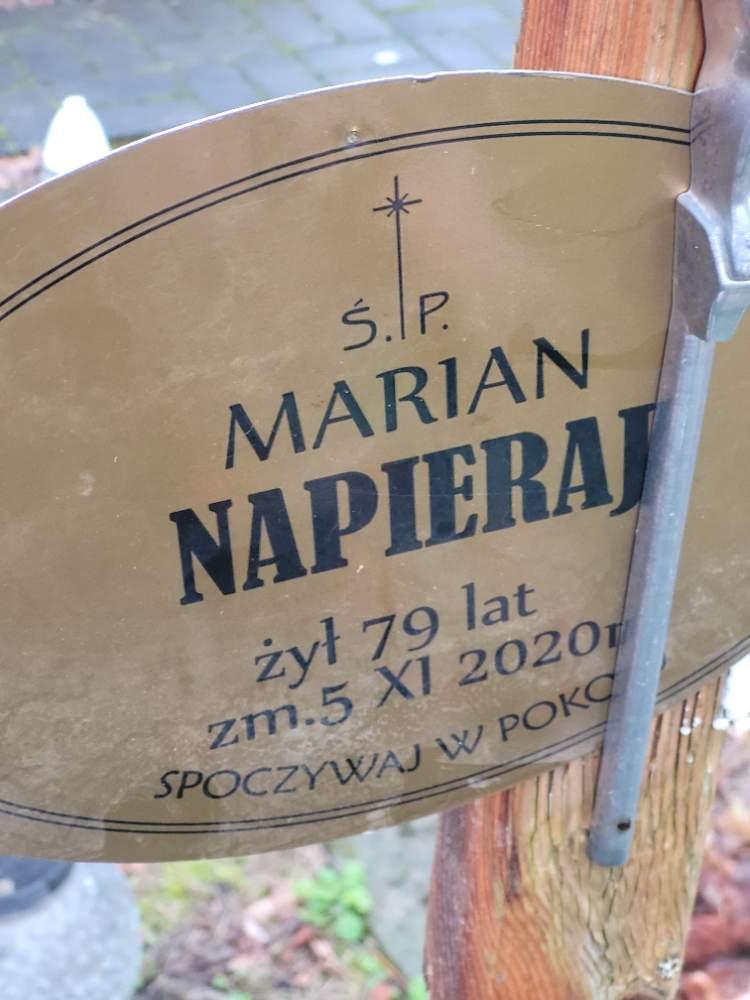 Ś. P.
MARIAN
NAPIERAJ
żył 79 lat
zm.5 XI 2020r
SPOCZYWAJ W